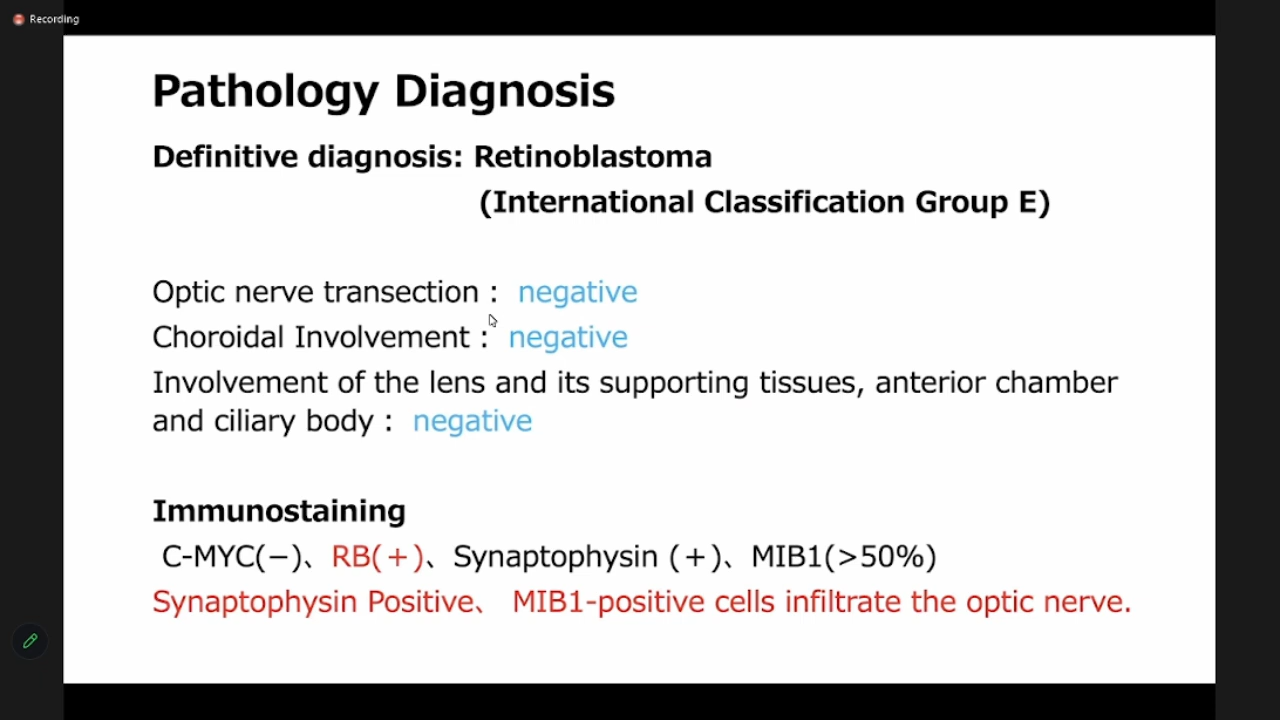 Recording
Pathology Diagnosis
Definitive diagnosis: Retinoblastoma
(International Classification Group E)
Optic nerve transection : negative
Choroidal Involvement : negative
Involvement of the lens and its supporting tissues, anterior chamber
and ciliary body : negative
Immunostaining
C-MYC(−)、RB(+)、Synaptophysin (+)、MIB1(>50%)
Synaptophysin Positive、 MIB1-positive cells infiltrate the optic nerve.